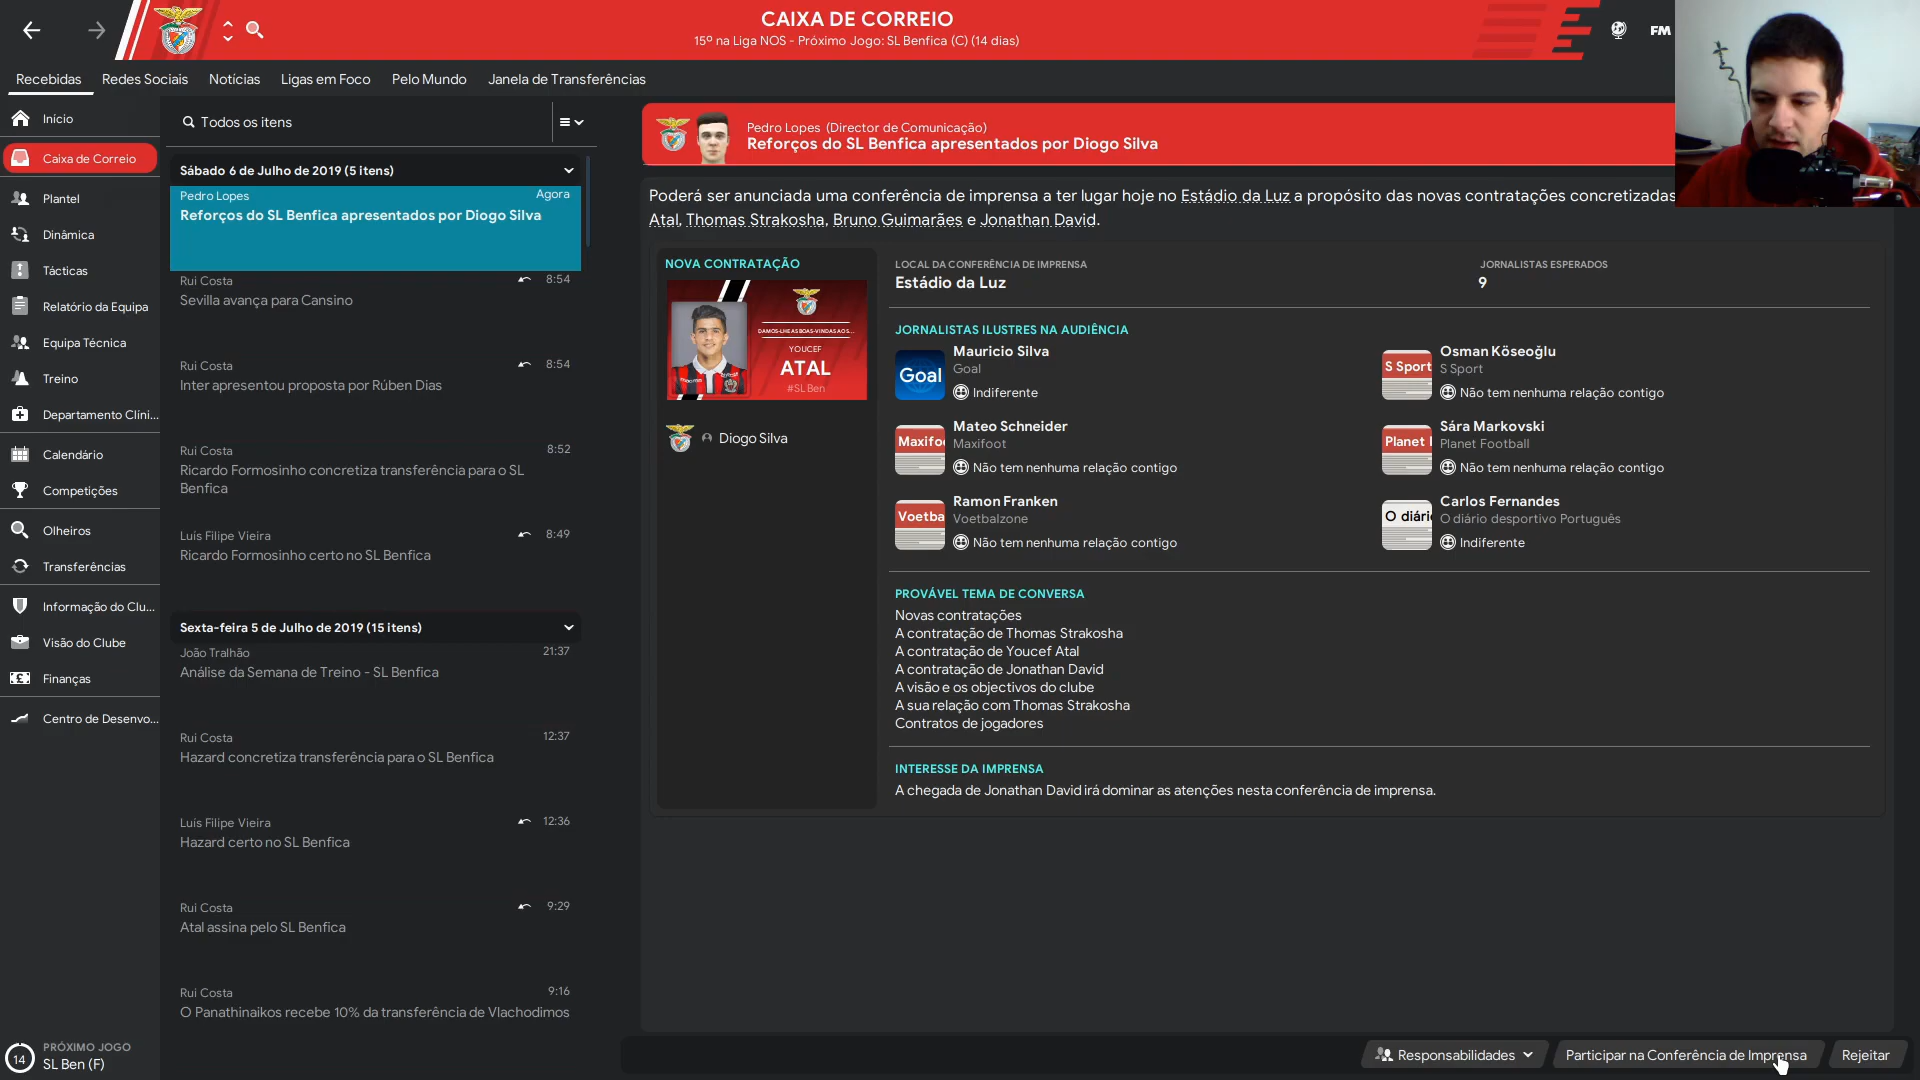 CAIXA DE CORREIO
15º na Liga NOS - Próximo Jogo: SL Benfica (C) (14 dias)
FM
Recebidas
Redes Sociais
Notícias
Ligas em Foco
Pelo Mundo
Janela de Transferências
Início
Caixa de Correio
Plantel
Dinâmica
Tácticas
Relatório da Equipa
Equipa Técnica
Treino
Departamento Clíni...
Calendário
Competições
Olheiros
Transferências
Informação do Clu...
Visão do Clube
Finanças
Centro de Desenvo...
14
PRÓXIMO JOGO
SL Ben (F)
Todos os itens
Sábado 6 de Julho de 2019 (5 itens)
Pedro Lopes
Agora
Reforços do SL Benfica apresentados por Diogo Silva
Rui Costa
8:54
Sevilla avança para Cansino
Rui Costa
8:54
Inter apresentou proposta por Rúben Dias
Rui Costa
8:52
Ricardo Formosinho concretiza transferência para o SL
Benfica
Luís Filipe Vieira
8:49
Ricardo Formosinho certo no SL Benfica
Sexta-feira 5 de Julho de 2019 (15 itens)
João Tralhão
21:37
Análise da Semana de Treino - SL Benfica
Rui Costa
12:37
Hazard concretiza transferência para o SL Benfica
Luís Filipe Vieira
12:36
Hazard certo no SL Benfica
Rui Costa
9:29
Atal assina pelo SL Benfica
Rui Costa
9:16
O Panathinaikos recebe 10% da transferência de Vlachodimos
Pedro Lopes (Director de Comunicação)
Reforços do SL Benfica apresentados por Diogo Silva
Poderá ser anunciada uma conferência de imprensa a ter lugar hoje no Estádio da Luz a propósito das novas contratações concretizadas
Atal, Thomas Strakosha, Bruno Guimarães e Jonathan David.
NOVA CONTRATAÇÃO
DAMOS-LHE AS BOAS-VINDAS AO S...
YOUCEF
ATAL
#SLBen
Diogo Silva
LOCAL DA CONFERÊNCIA DE IMPRENSA
Estádio da Luz
JORNALISTAS ESPERADOS
9
JORNALISTAS ILUSTRES NA AUDIÊNCIA
Goal
Mauricio Silva
Goal
Indiferente
S Sport
Osman Köseoğlu
S Sport
Não tem nenhuma relação contigo
Maxifoo
Mateo Schneider
Maxifoot
Não tem nenhuma relação contigo
Planet
Sára Markovski
Planet Football
Não tem nenhuma relação contigo
Voetba
Ramon Franken
Voetbalzone
Não tem nenhuma relação contigo
O diári
Carlos Fernandes
O diário desportivo Português
Indiferente
PROVÁVEL TEMA DE CONVERSA
Novas contratações
A contratação de Thomas Strakosha
A contratação de Youcef Atal
A contratação de Jonathan David
A visão e os objectivos do clube
A sua relação com Thomas Strakosha
Contratos de jogadores
INTERESSE DA IMPRENSA
A chegada de Jonathan David irá dominar as atenções nesta conferência de imprensa.
Responsabilidades
Participar na Conferência de Imprensa
Rejeitar